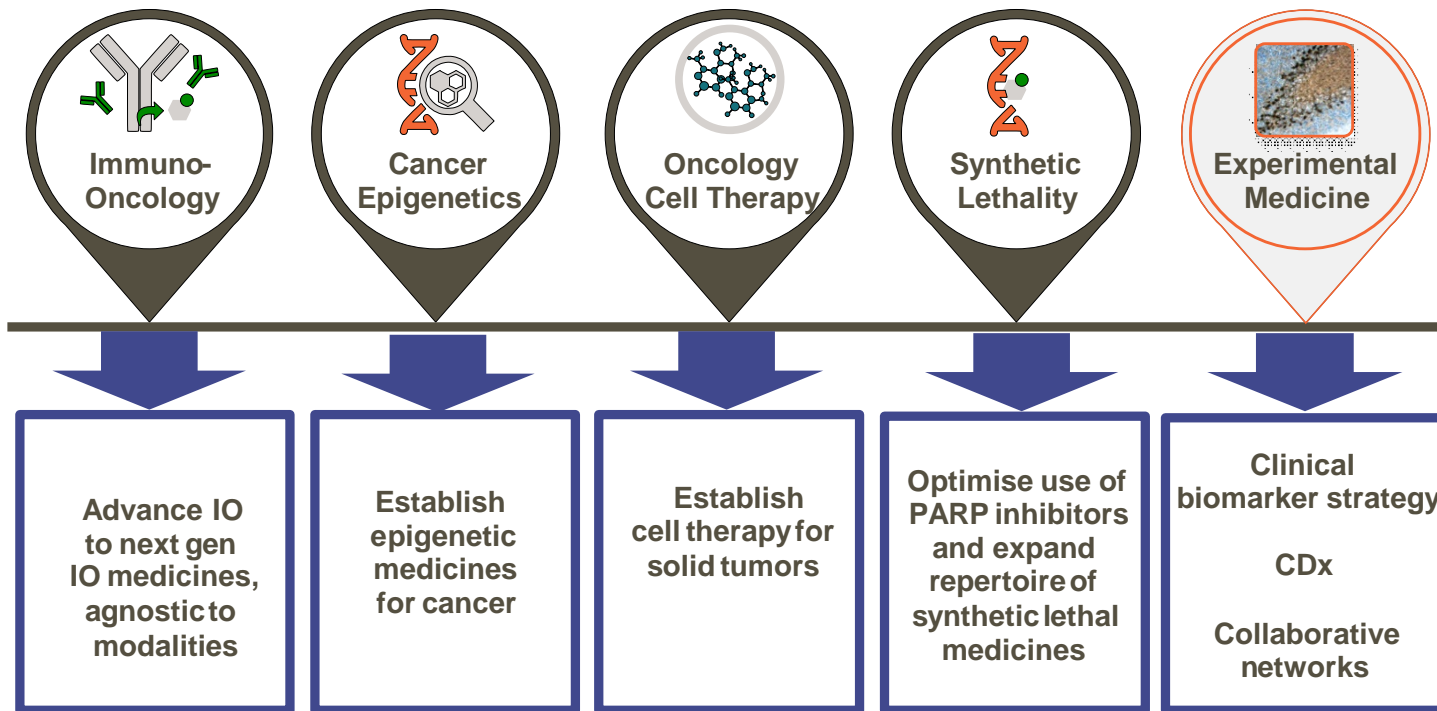 Immuno-
Oncology
Cancer
Epigenetics
Oncology
Cell Therapy
Synthetic
Lethality
Experimental
Medicine
Advance IO
to next gen
IO medicines,
agnostic to
modalities
Establish
epigenetic
medicines
for cancer
Establish
cell therapy for
solid tumors
Optimise use of
PARP inhibitors
and expand
repertoire of
synthetic lethal
medicines
Clinical
biomarker strategy
CDx
Collaborative
networks